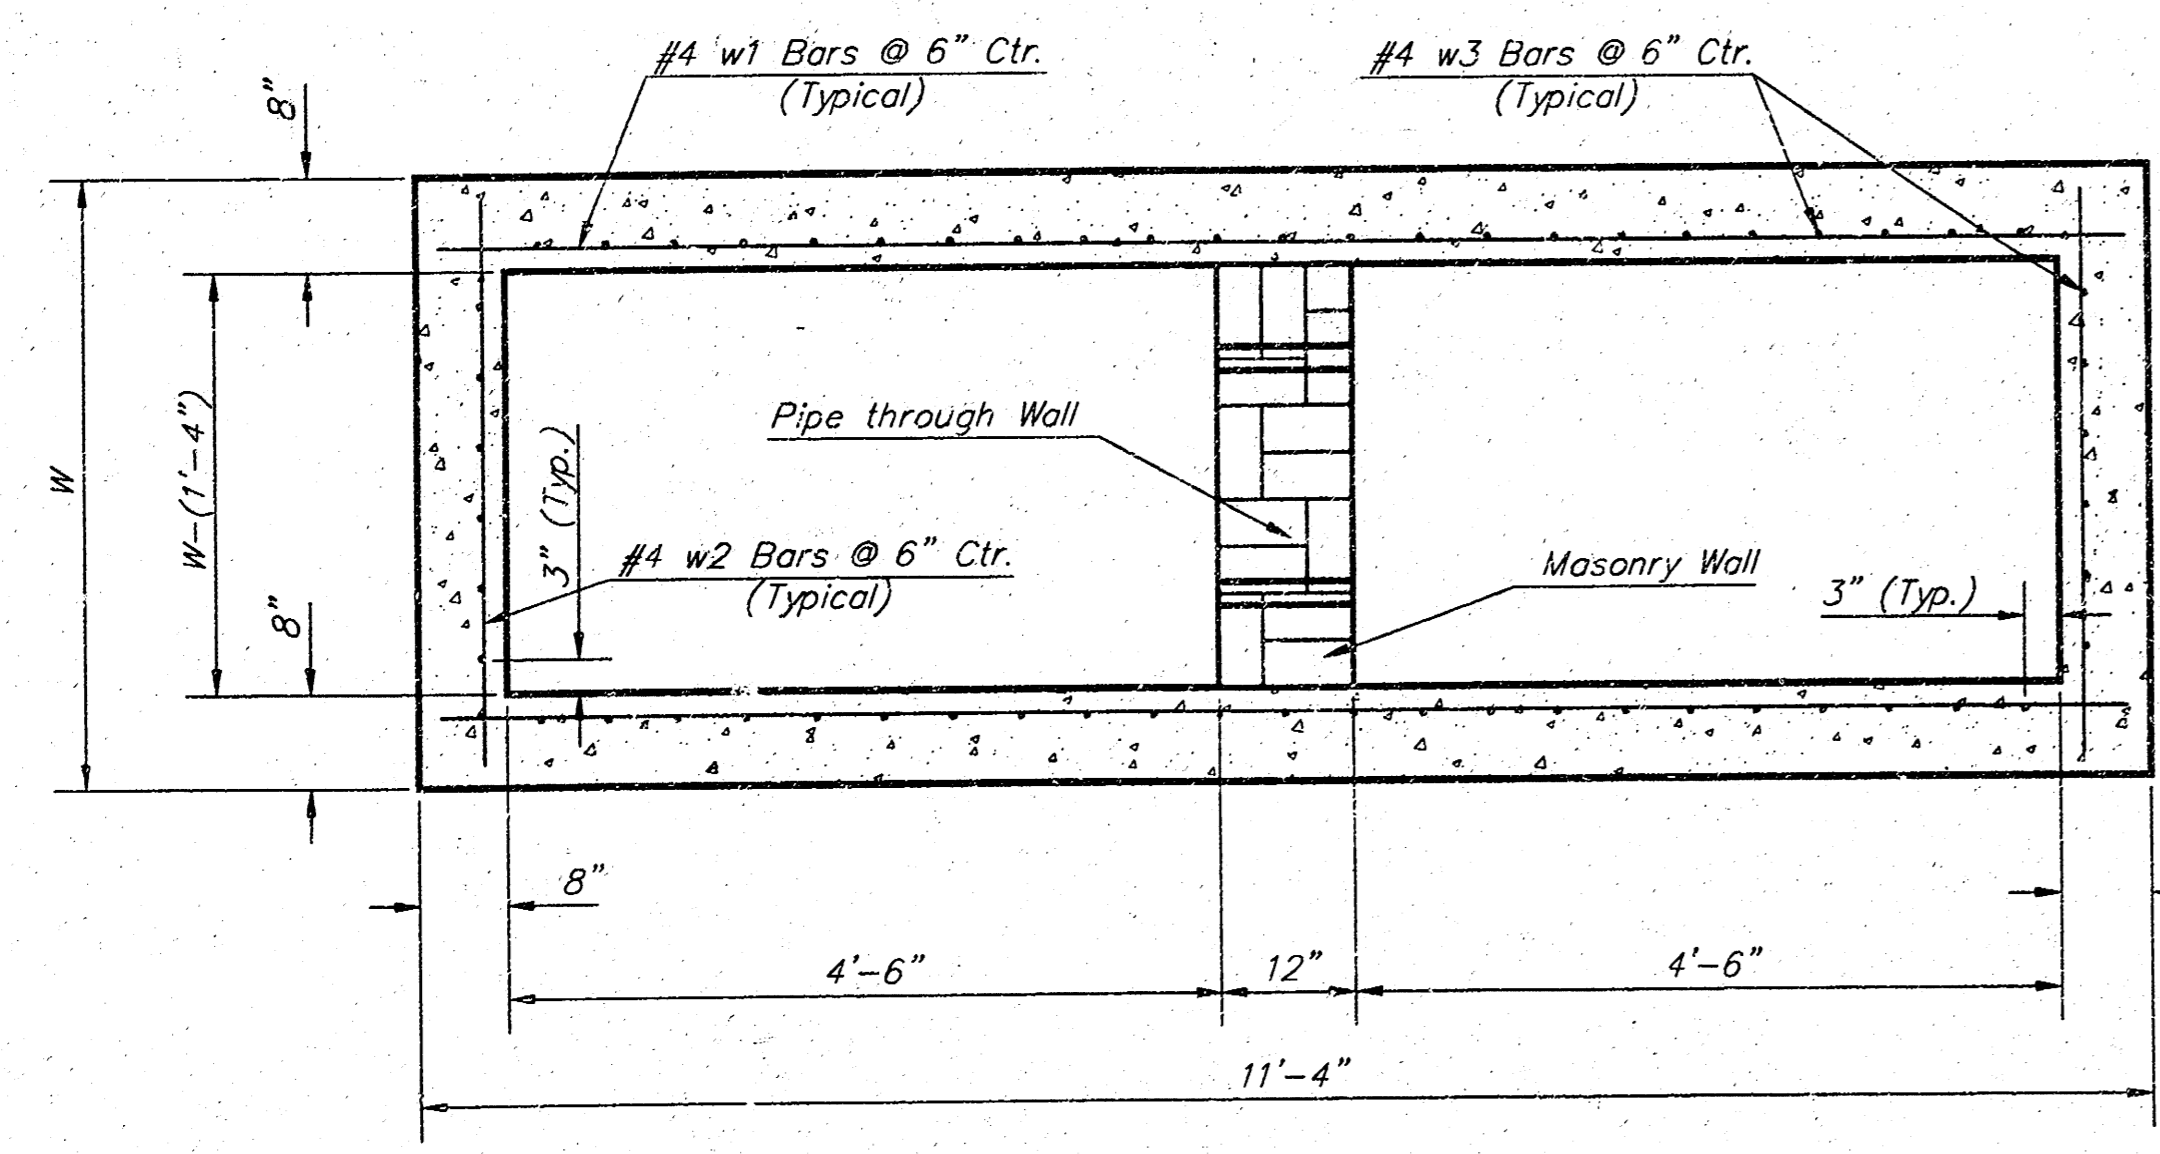 #4 w1 Bars @ 6" Ctr.
(Typical)
#4 w3 Bars @ 6" Ctr.
(Typical)
8"
W
W-(1'-4")
Pipe through Wall
3" (Typ.)
#4 w2 Bars @ 6" Ctr.
(Typical)
Masonry Wall
3" (Typ.)
8"
8"
4'-6"
12"
4'-6"
11'-4"